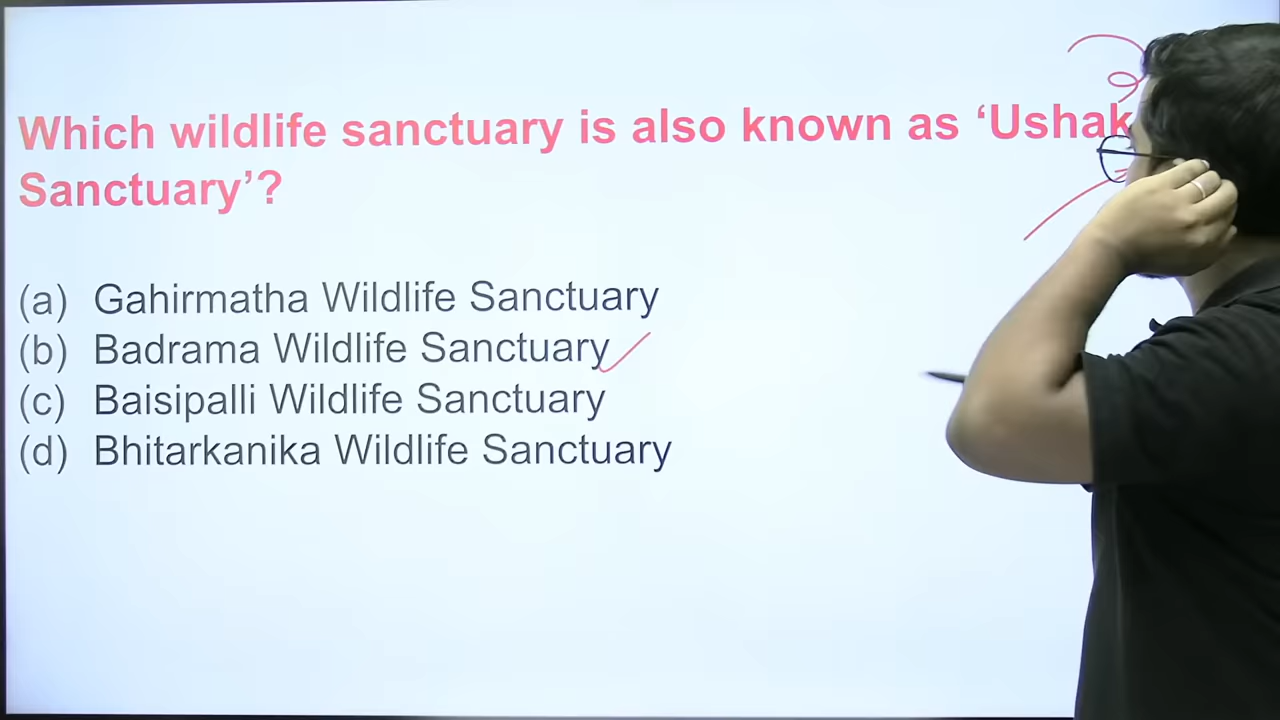 Which wildlife sanctuary is also known as ‘Ushak
Sanctuary’?
(a) Gahirmatha Wildlife Sanctuary
(b) Badrama Wildlife Sanctuary
(c) Baisipalli Wildlife Sanctuary
(d) Bhitarkanika Wildlife Sanctuary